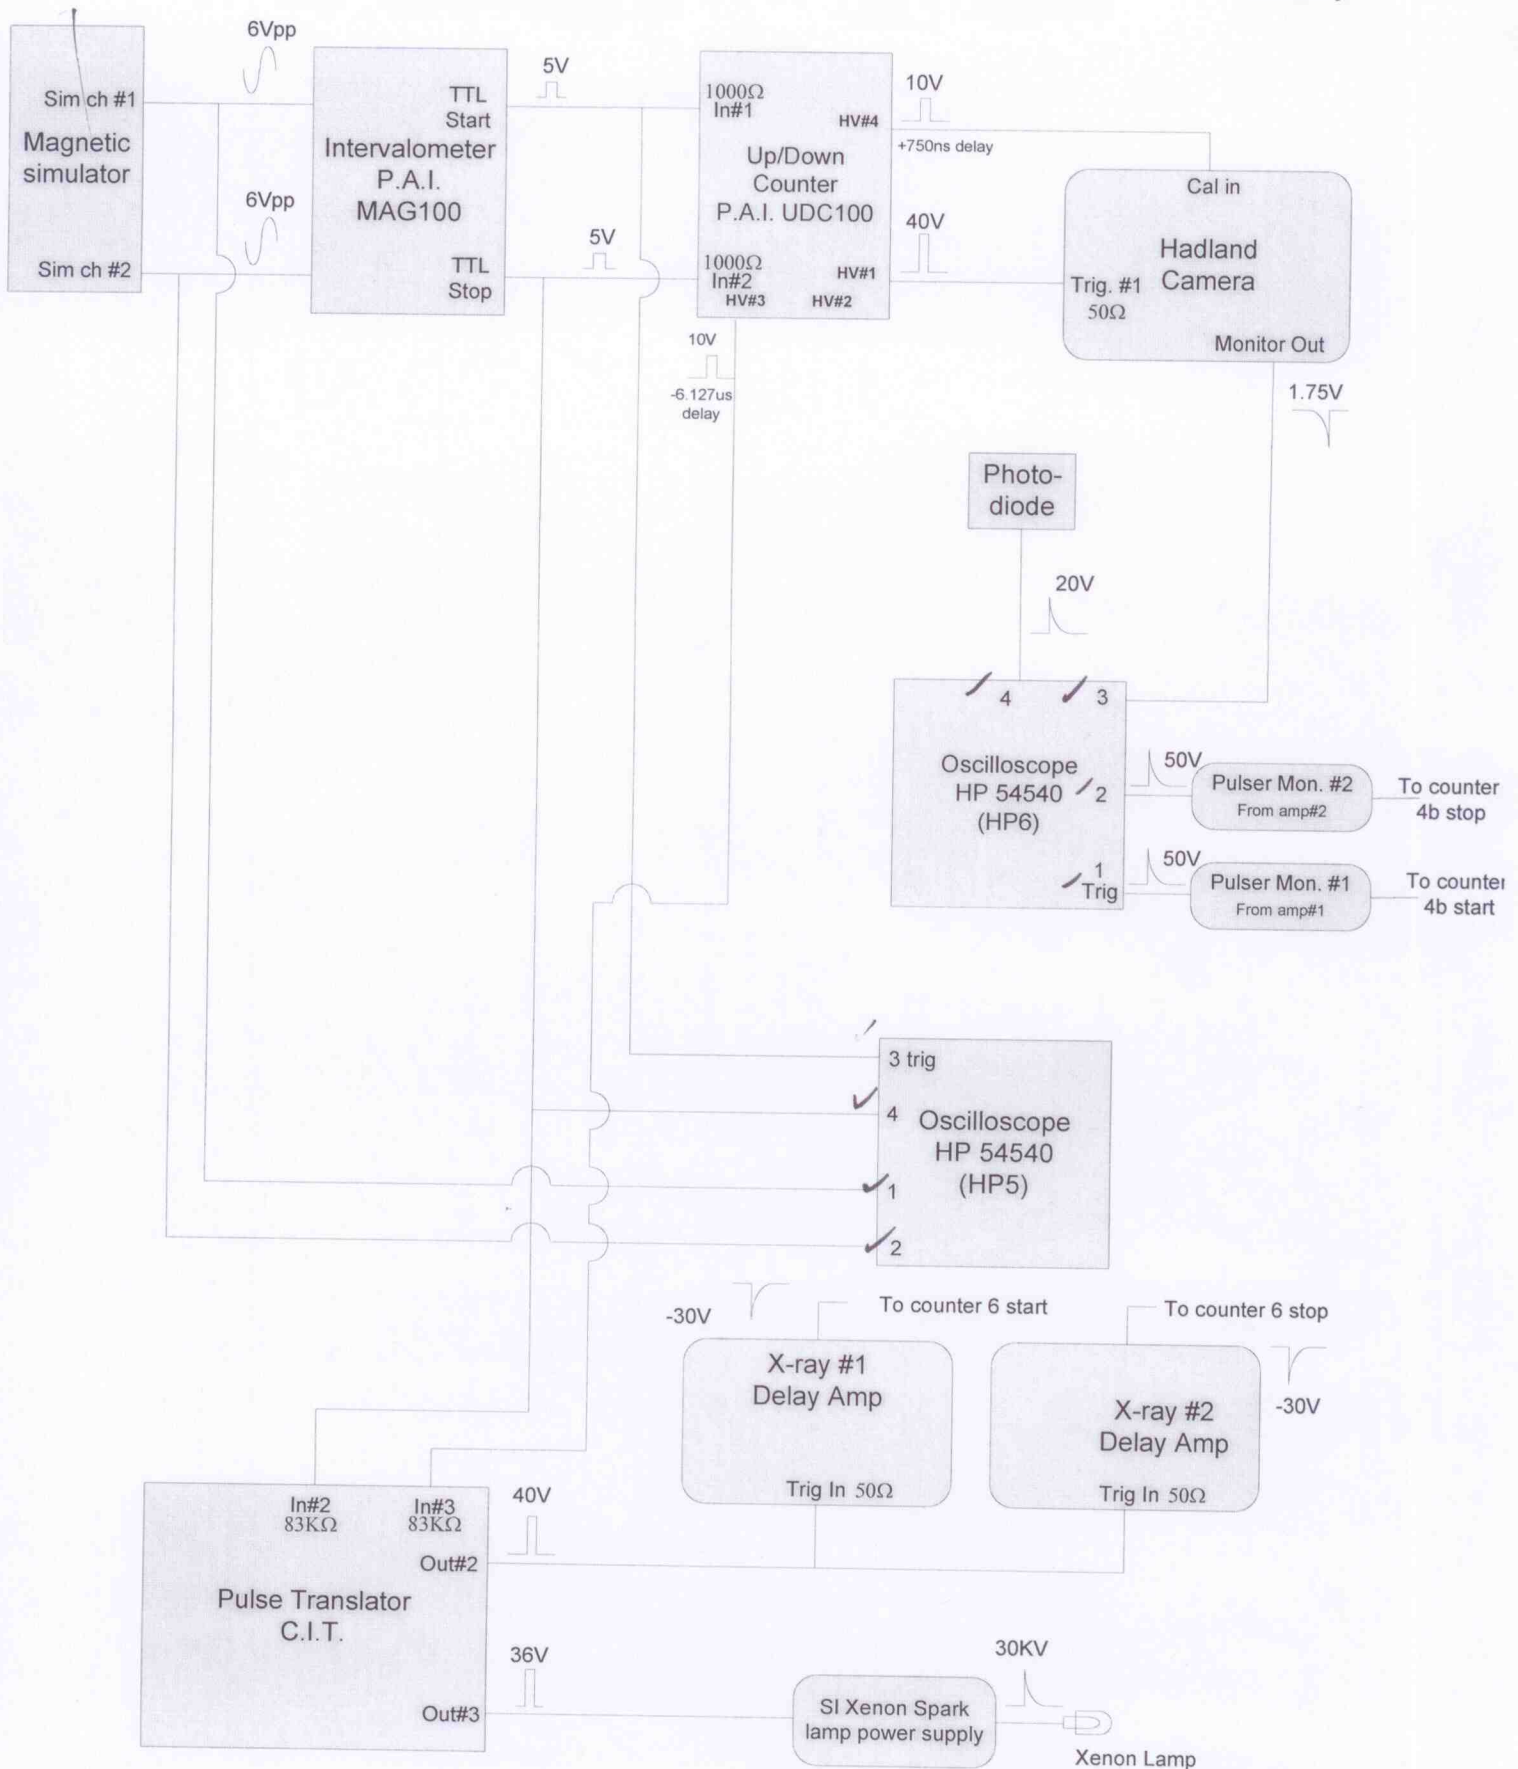 6Vpp
Sim ch #1
Magnetic
simulator
6Vpp
Sim ch #2
TTL
Start
Intervalometer
P.A.I.
MAG100
TTL
Stop
5V
5V
1000Ω
In#1
HV#4
Up/Down
Counter
P.A.I. UDC100
1000Ω
In#2
HV#1
HV#3
HV#2
10V
+750ns delay
40V
Cal in
Hadland
Camera
Trig. #1
50Ω
Monitor Out
10V
-6.127us
delay
1.75V
Photo-
diode
20V
4
3
Oscilloscope
HP 54540
(HP6)
2
1
Trig
50V
Pulser Mon. #2
From amp#2
To counter
4b stop
50V
Pulser Mon. #1
From amp#1
To counter
4b start
3 trig
4
Oscilloscope
HP 54540
(HP5)
1
2
-30V
To counter 6 start
To counter 6 stop
X-ray #1
Delay Amp
Trig In 50Ω
X-ray #2
Delay Amp
Trig In 50Ω
-30V
In#2
83KΩ
In#3
83KΩ
40V
Out#2
Pulse Translator
C.I.T.
36V
Out#3
SI Xenon Spark
lamp power supply
30KV
Xenon Lamp